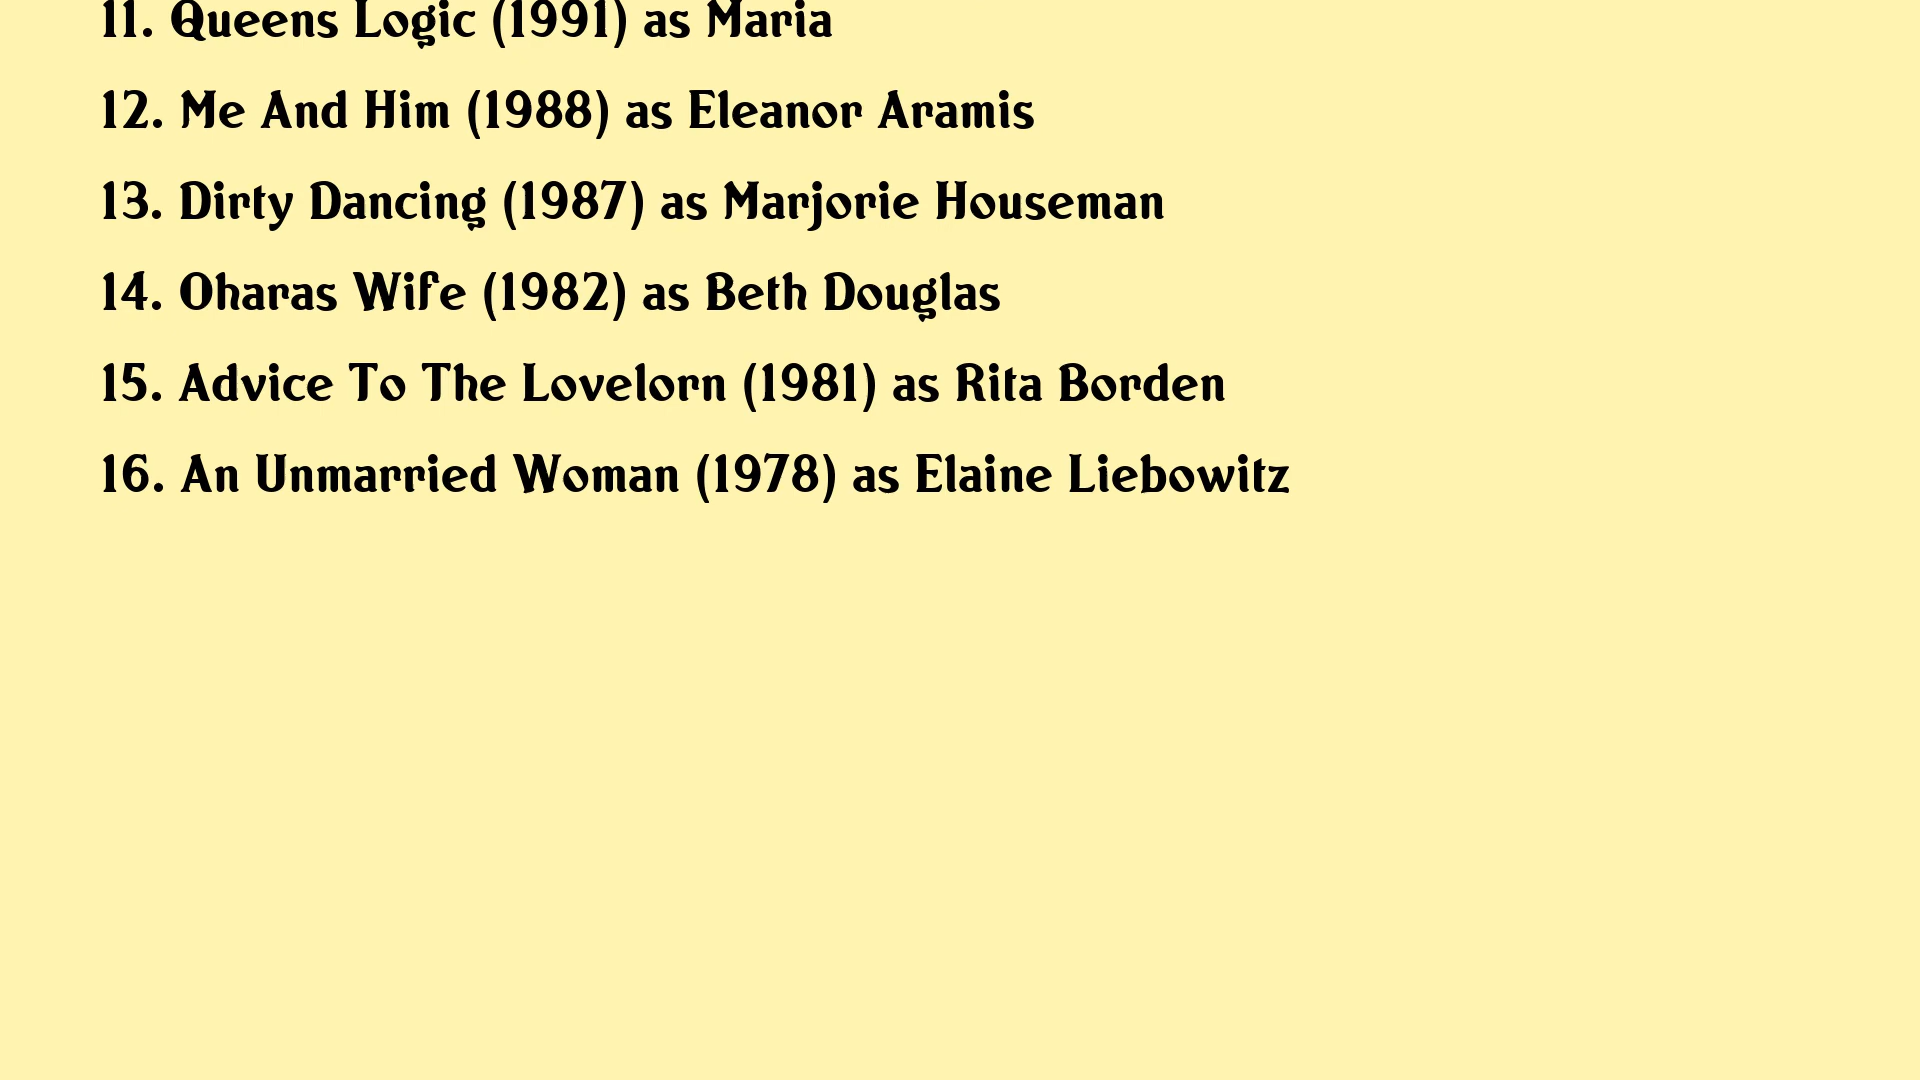 11. Queens Logic (1991) as Maria
12. Me And Him (1988) as Eleanor Aramis
13. Dirty Dancing (1987) as Marjorie Houseman
14. Oharas Wife (1982) as Beth Douglas
15. Advice To The Lovelorn (1981) as Rita Borden
16. An Unmarried Woman (1978) as Elaine Liebowitz